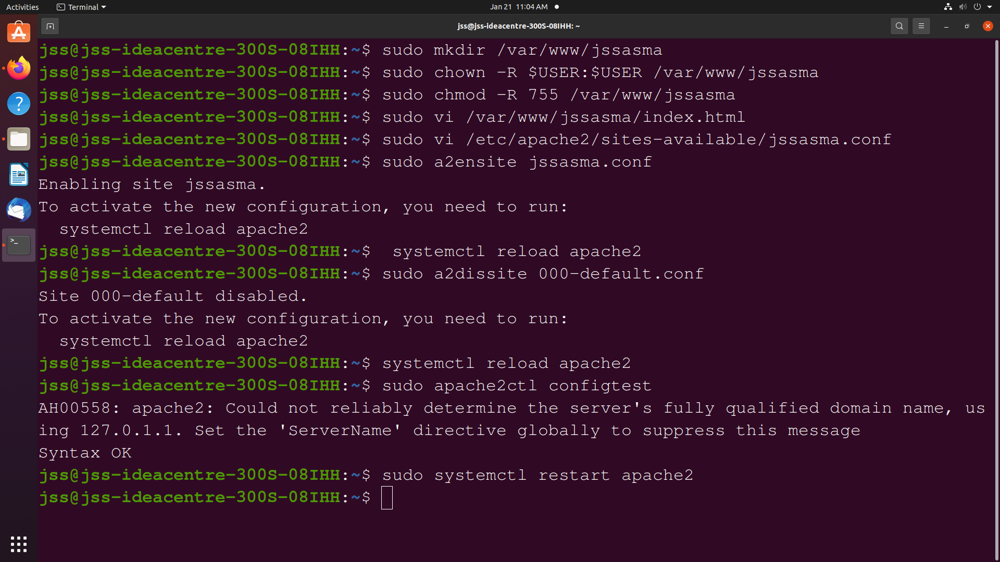 Activities Terminal Jan 21 11:04 AM
jss@jss-ideacentre-300S-08IHH: ~
jss@jss-ideacentre-300S-08IHH:~$ sudo mkdir /var/www/jssasma
jss@jss-ideacentre-300S-08IHH:~$ sudo chown -R $USER:$USER /var/www/jssasma
jss@jss-ideacentre-300S-08IHH:~$ sudo chmod -R 755 /var/www/jssasma
jss@jss-ideacentre-300S-08IHH:~$ sudo vi /var/www/jssasma/index.html
jss@jss-ideacentre-300S-08IHH:~$ sudo vi /etc/apache2/sites-available/jssasma.conf
jss@jss-ideacentre-300S-08IHH:~$ sudo a2ensite jssasma.conf
Enabling site jssasma.
To activate the new configuration, you need to run:
  systemctl reload apache2
jss@jss-ideacentre-300S-08IHH:~$  systemctl reload apache2
jss@jss-ideacentre-300S-08IHH:~$ sudo a2dissite 000-default.conf
Site 000-default disabled.
To activate the new configuration, you need to run:
  systemctl reload apache2
jss@jss-ideacentre-300S-08IHH:~$ systemctl reload apache2
jss@jss-ideacentre-300S-08IHH:~$ sudo apache2ctl configtest
AH00558: apache2: Could not reliably determine the server's fully qualified domain name, us
ing 127.0.1.1. Set the 'ServerName' directive globally to suppress this message
Syntax OK
jss@jss-ideacentre-300S-08IHH:~$ sudo systemctl restart apache2
jss@jss-ideacentre-300S-08IHH:~$